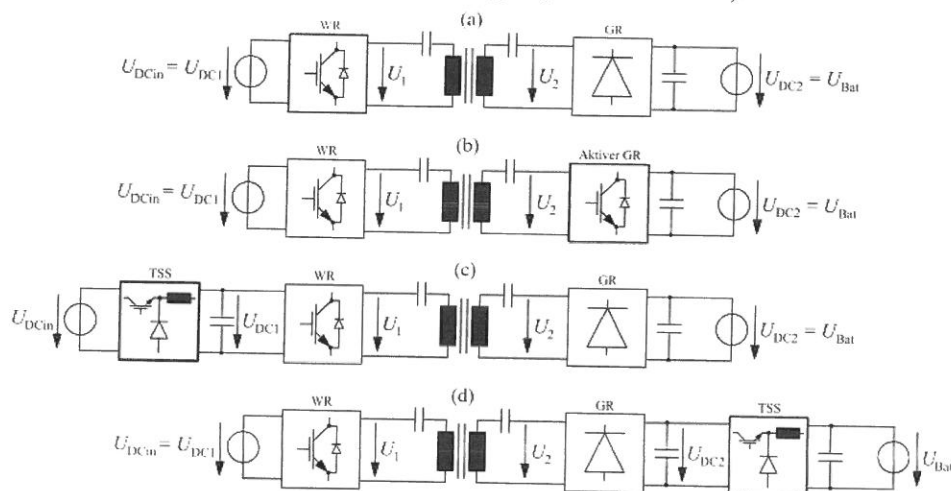 (a)
WR
GR
U_DCin = U_DC1
U_1
U_2
U_DC2 = U_Bat
(b)
WR
Aktiver GR
U_DCin = U_DC1
U_1
U_2
U_DC2 = U_Bat
(c)
TSS
WR
GR
U_DCin
U_DC1
U_1
U_2
U_DC2 = U_Bat
(d)
WR
GR
TSS
U_DCin = U_DC1
U_1
U_2
U_DC2
U_Bat